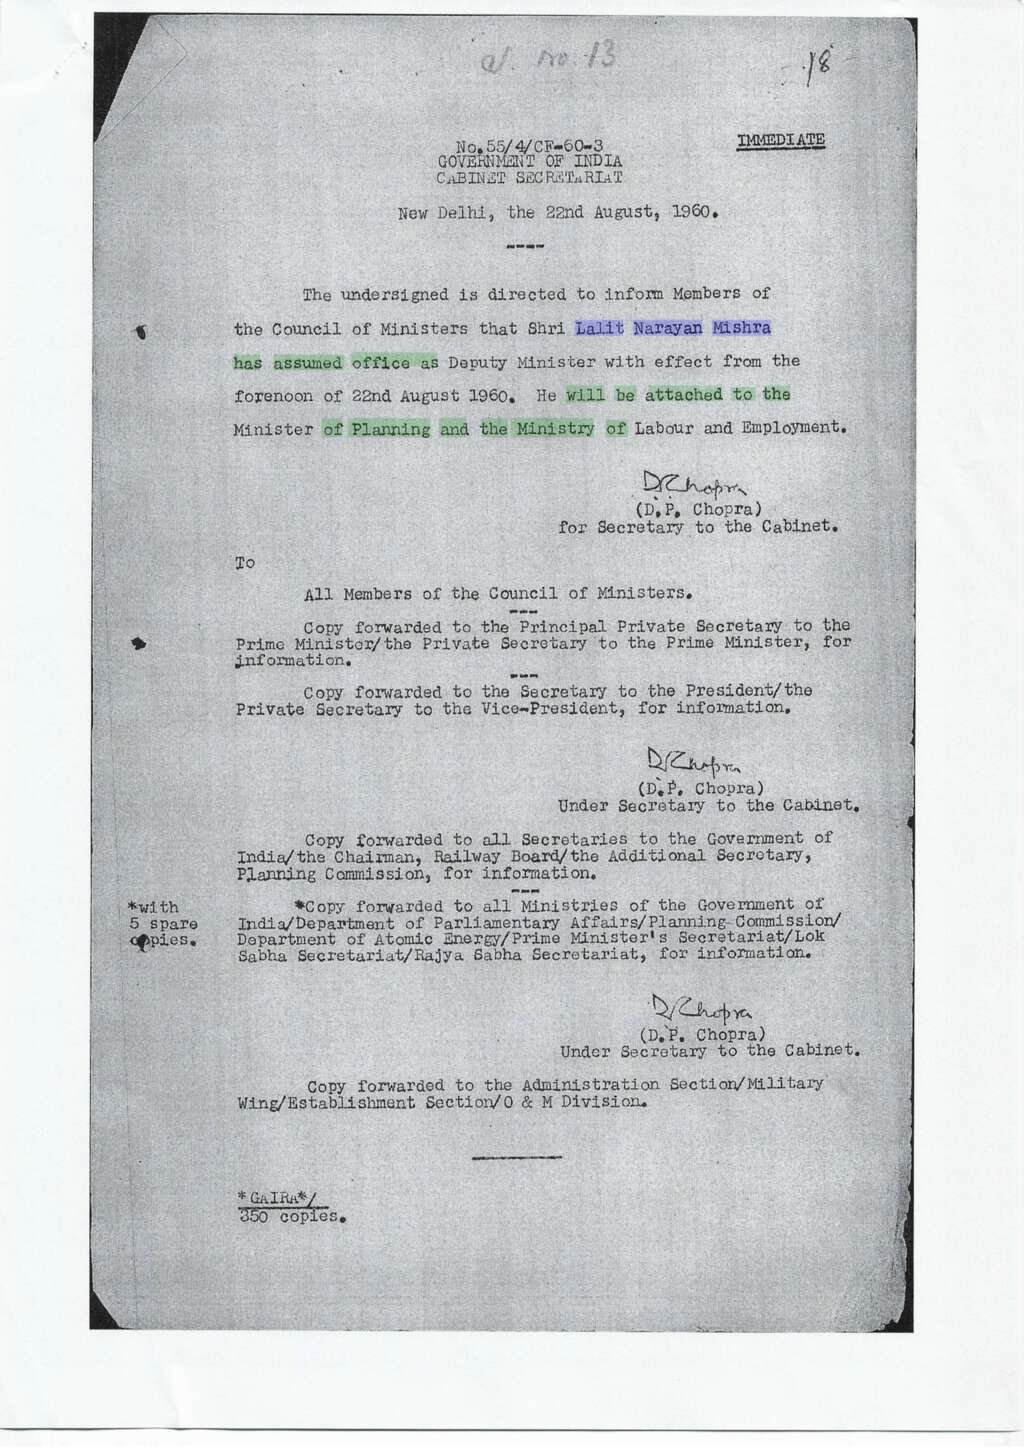 No. 13
18
IMMEDIATE
No.55/4/CF-60-3
GOVERNMENT OF INDIA
CABINET SECRETARIAT
New Delhi, the 22nd August, 1960.
----
The undersigned is directed to inform Members of
the Council of Ministers that Shri Lalit Narayan Mishra
has assumed office as Deputy Minister with effect from the
forenoon of 22nd August 1960. He will be attached to the
Minister of Planning and the Ministry of Labour and Employment.
D P Chopra
(D.P. Chopra)
for Secretary to the Cabinet.
To
All Members of the Council of Ministers.
---
Copy forwarded to the Principal Private Secretary to the
Prime Minister/the Private Secretary to the Prime Minister, for
information.
---
Copy forwarded to the Secretary to the President/the
Private Secretary to the Vice-President, for information.
D P Chopra
(D.P. Chopra)
Under Secretary to the Cabinet.
Copy forwarded to all Secretaries to the Government of
India/the Chairman, Railway Board/the Additional Secretary,
Planning Commission, for information.
---
*with
5 spare
copies.
*Copy forwarded to all Ministries of the Government of
India/Department of Parliamentary Affairs/Planning Commission/
Department of Atomic Energy/Prime Minister's Secretariat/Lok
Sabha Secretariat/Rajya Sabha Secretariat, for information.
D P Chopra
(D.P. Chopra)
Under Secretary to the Cabinet.
Copy forwarded to the Administration Section/Military
Wing/Establishment Section/O & M Division.
*GAIRA*/
350 copies.